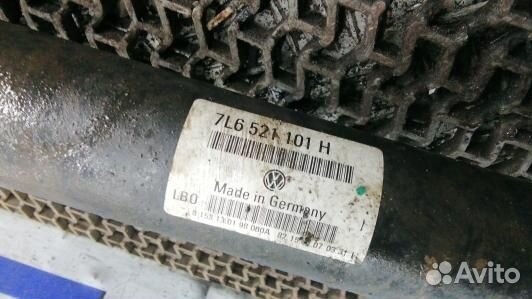 7L6 521 101 H
Made in Germany
LBO
Avito